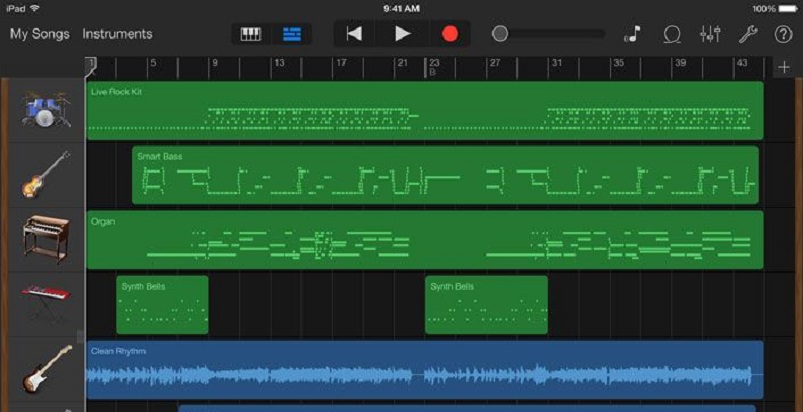 iPad 9:41 AM 100%
My Songs Instruments ?
1 5 9 13 17 21 23 27 31 35 39 43 +
A B
Live Rock Kit
Smart Bass
Organ
Synth Bells Synth Bells
Clean Rhythm